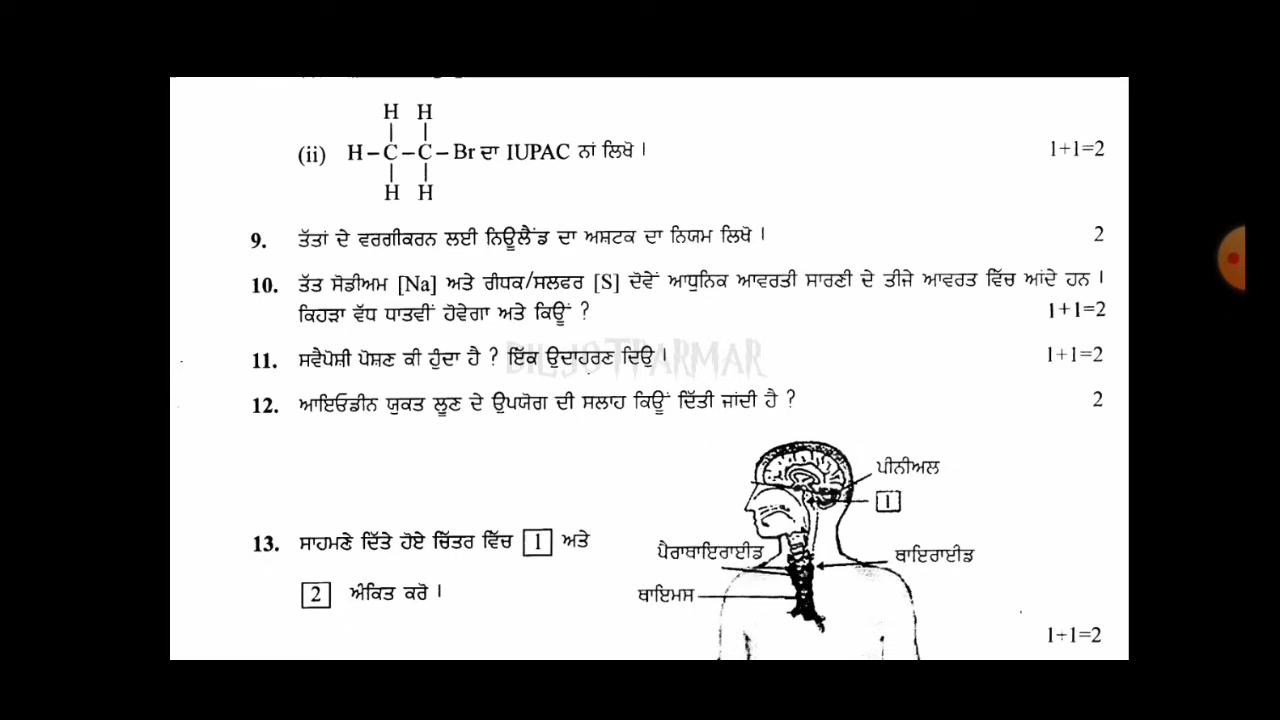 H H
(ii) H–C–C–Br ਦਾ IUPAC ਨਾਂ ਲਿਖੋ । 1+1=2
H H
9. ਤੱਤਾਂ ਦੇ ਵਰਗੀਕਰਨ ਲਈ ਨਿਊਲੈਂਡ ਦਾ ਅਸ਼ਟਕ ਦਾ ਨਿਯਮ ਲਿਖੋ । 2
10. ਤੱਤ ਸੋਡੀਅਮ [Na] ਅਤੇ ਗੰਧਕ/ਸਲਫਰ [S] ਦੋਵੇਂ ਆਧੁਨਿਕ ਆਵਰਤੀ ਸਾਰਣੀ ਦੇ ਤੀਜੇ ਆਵਰਤ ਵਿੱਚ ਆਂਦੇ ਹਨ ।
ਕਿਹੜਾ ਵੱਧ ਧਾਤਵੀਂ ਹੋਵੇਗਾ ਅਤੇ ਕਿਉਂ ? 1+1=2
DILJOTPARMAR
11. ਸਵੈਪੋਸ਼ੀ ਪੋਸ਼ਣ ਕੀ ਹੁੰਦਾ ਹੈ ? ਇੱਕ ਉਦਾਹਰਣ ਦਿਉ । 1+1=2
12. ਆਇਓਡੀਨ ਯੁਕਤ ਲੂਣ ਦੇ ਉਪਯੋਗ ਦੀ ਸਲਾਹ ਕਿਉਂ ਦਿੱਤੀ ਜਾਂਦੀ ਹੈ ? 2
ਪੀਨੀਅਲ
1
13. ਸਾਹਮਣੇ ਦਿੱਤੇ ਹੋਏ ਚਿੱਤਰ ਵਿੱਚ 1 ਅਤੇ
ਪੈਰਾਥਾਇਰਾਈਡ ਥਾਇਰਾਈਡ
2 ਅੰਕਿਤ ਕਰੋ ।
ਥਾਇਮਸ
1+1=2